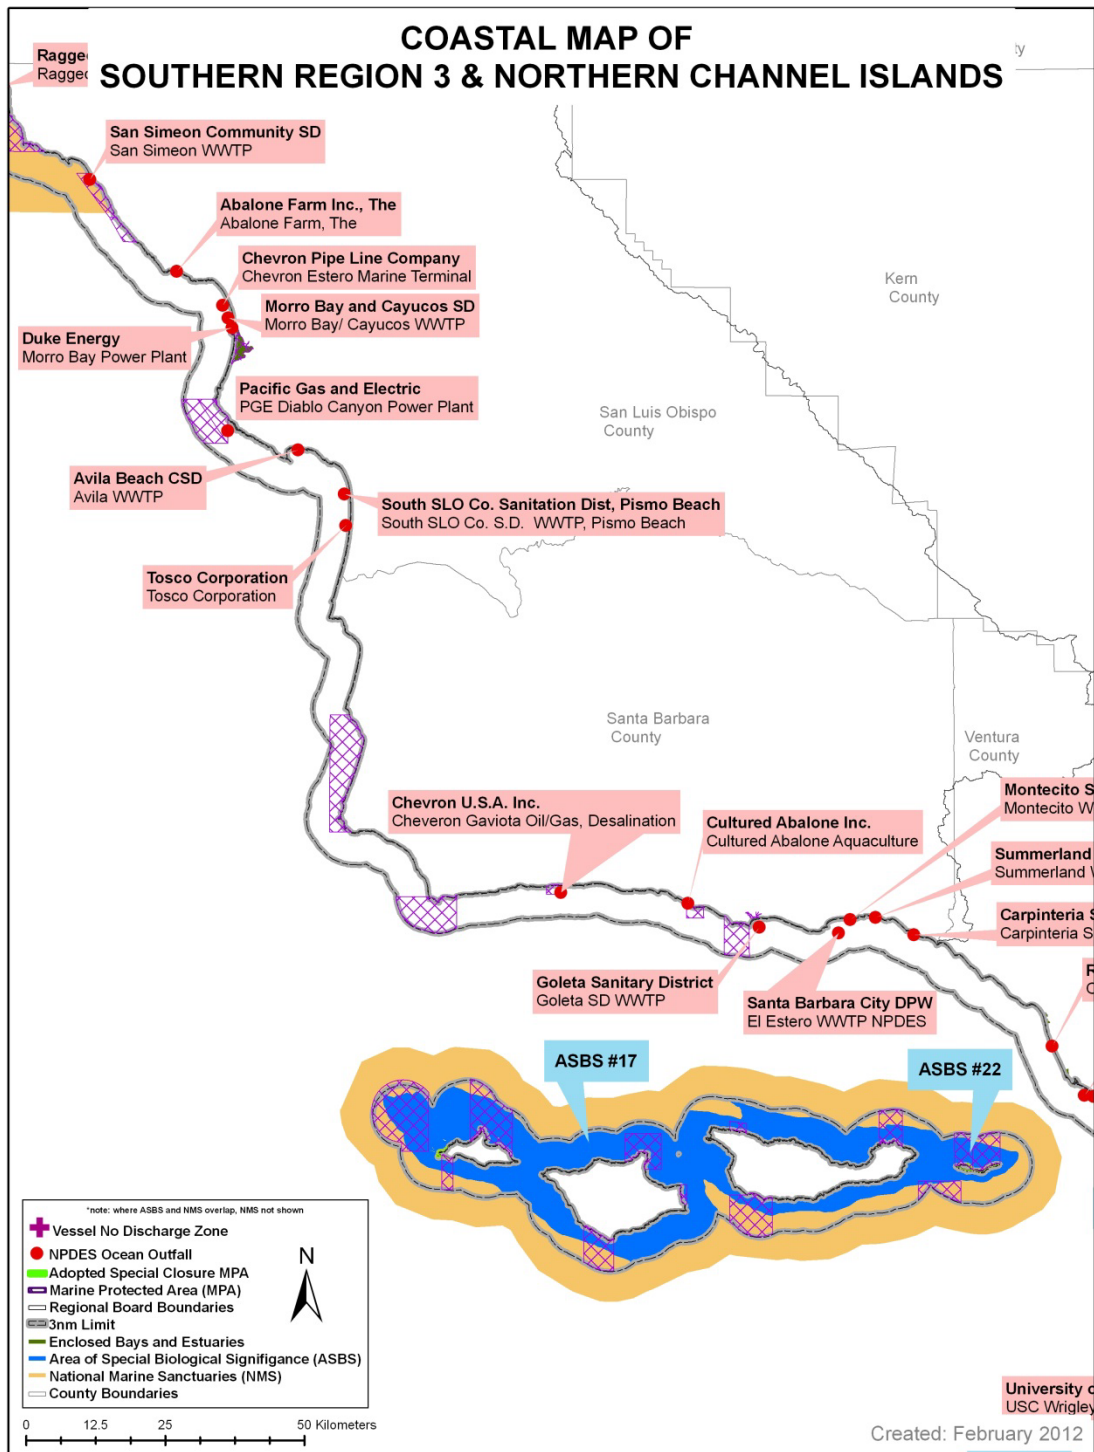 COASTAL MAP OF
SOUTHERN REGION 3 & NORTHERN CHANNEL ISLANDS
San Simeon Community SD
San Simeon WWTP
Abalone Farm Inc., The
Abalone Farm, The
Chevron Pipe Line Company
Chevron Estero Marine Terminal
Kern
County
Morro Bay and Cayucos SD
Morro Bay/ Cayucos WWTP
Duke Energy
Morro Bay Power Plant
Pacific Gas and Electric
PGE Diablo Canyon Power Plant
San Luis Obispo
County
Avila Beach CSD
Avila WWTP
South SLO Co. Sanitation Dist, Pismo Beach
South SLO Co. S.D. WWTP, Pismo Beach
Tosco Corporation
Tosco Corporation
Santa Barbara
County
Ventura
County
Chevron U.S.A. Inc.
Cheveron Gaviota Oil/Gas, Desalination
Cultured Abalone Inc.
Cultured Abalone Aquaculture
Montecito S
Montecito W
Summerland
Summerland W
Carpinteria S
Carpinteria S
Goleta Sanitary District
Goleta SD WWTP
Santa Barbara City DPW
El Estero WWTP NPDES
ASBS #17
ASBS #22
*note: where ASBS and NMS overlap, NMS not shown
Vessel No Discharge Zone
NPDES Ocean Outfall
Adopted Special Closure MPA
Marine Protected Area (MPA)
Regional Board Boundaries
3nm Limit
Enclosed Bays and Estuaries
Area of Special Biological Signifigance (ASBS)
National Marine Sanctuaries (NMS)
County Boundaries
N
0 12.5 25 50 Kilometers
University o
USC Wrigley
Created: February 2012